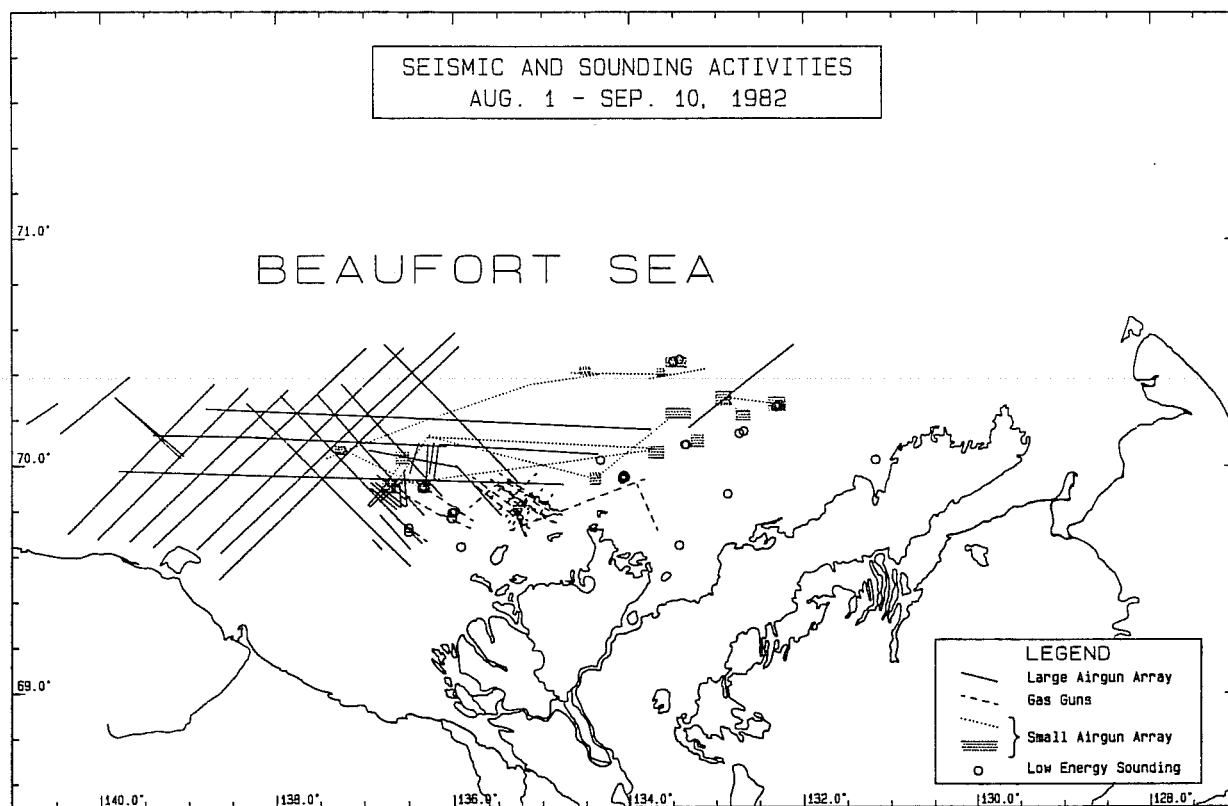 SEISMIC AND SOUNDING ACTIVITIES
AUG. 1 - SEP. 10, 1982
71.0°
BEAUFORT SEA
70.0°
69.0°
LEGEND
Large Airgun Array
Gas Guns
Small Airgun Array
Low Energy Sounding
140.0° 138.0° 136.0° 134.0° 132.0° 130.0° 128.0°